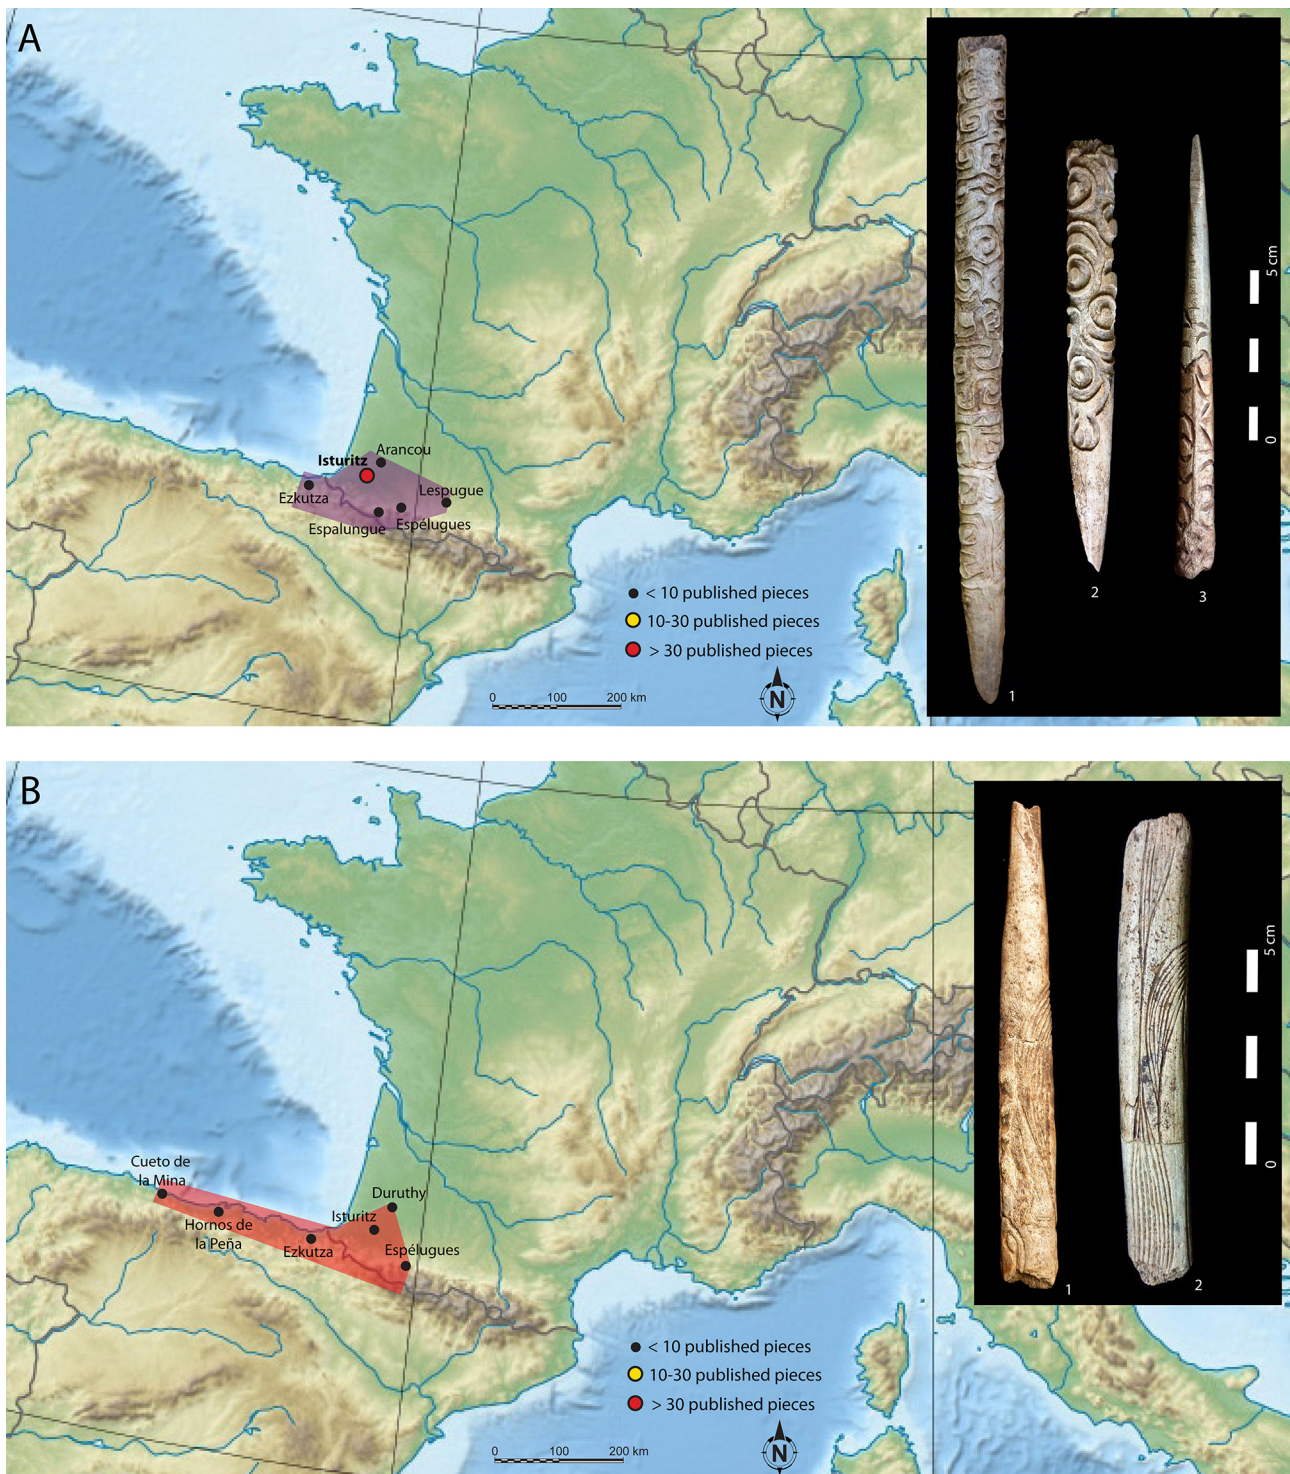 A
Arancou
Isturitz
Ezkutza
Lespugue
Espalungue
Espélugues
< 10 published pieces
10-30 published pieces
> 30 published pieces
0 100 200 km
N
1
2
3
5 cm
0
B
Cueto de
la Mina
Hornos de
la Peña
Ezkutza
Isturitz
Duruthy
Espélugues
< 10 published pieces
10-30 published pieces
> 30 published pieces
0 100 200 km
N
1
2
5 cm
0